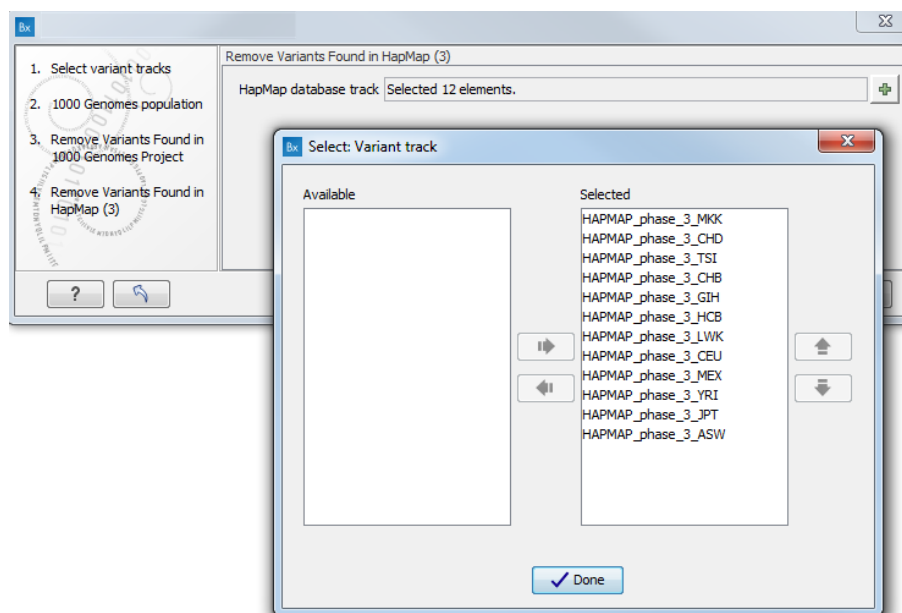 Bx
1. Select variant tracks
2. 1000 Genomes population
3. Remove Variants Found in
1000 Genomes Project
4. Remove Variants Found in
HapMap (3)
?
Remove Variants Found in HapMap (3)
HapMap database track Selected 12 elements.
Bx Select: Variant track
Available
Selected
HAPMAP_phase_3_MKK
HAPMAP_phase_3_CHD
HAPMAP_phase_3_TSI
HAPMAP_phase_3_CHB
HAPMAP_phase_3_GIH
HAPMAP_phase_3_HCB
HAPMAP_phase_3_LWK
HAPMAP_phase_3_CEU
HAPMAP_phase_3_MEX
HAPMAP_phase_3_YRI
HAPMAP_phase_3_JPT
HAPMAP_phase_3_ASW
Done